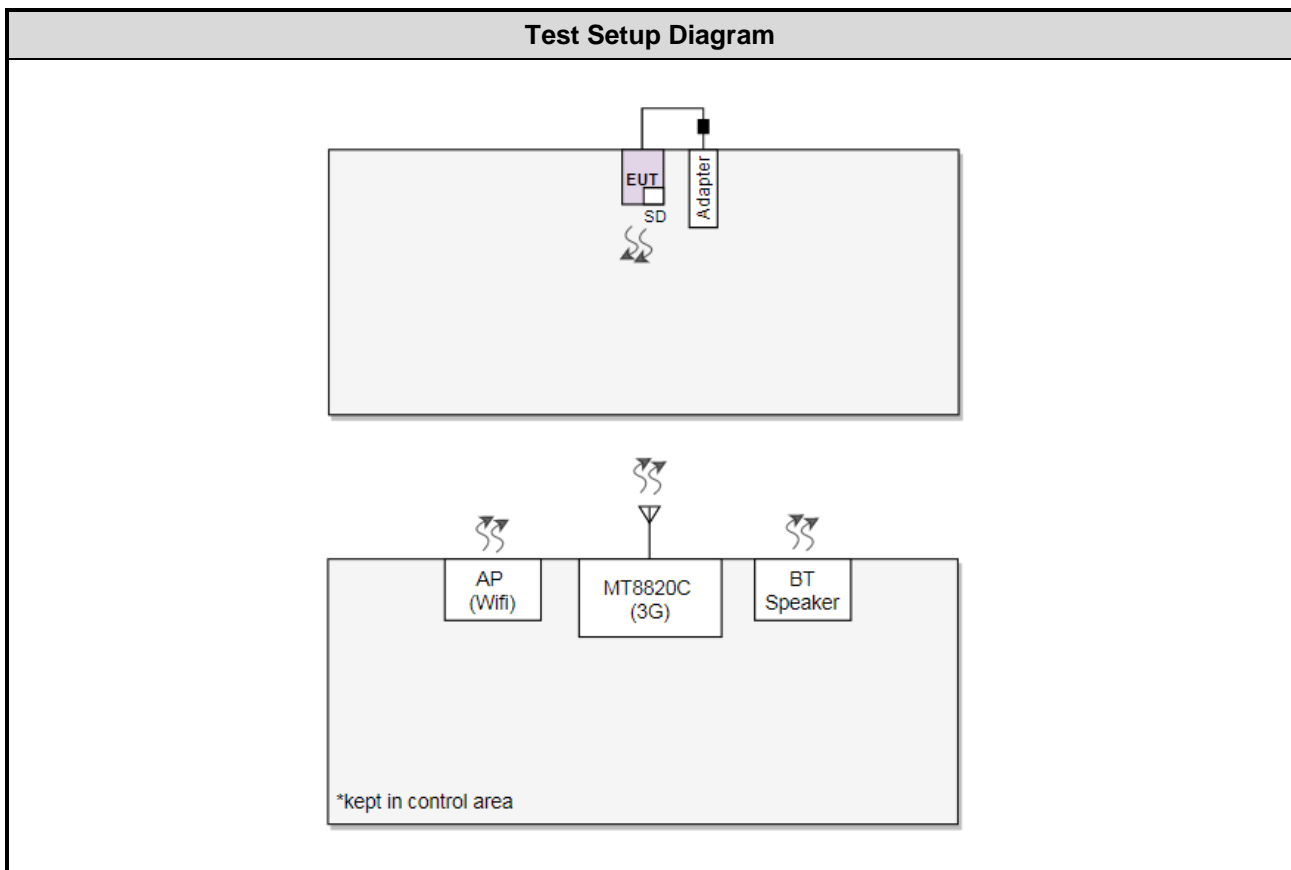 Test Setup Diagram
EUT
SD
Adapter
AP
(Wifi)
MT8820C
(3G)
BT
Speaker
*kept in control area